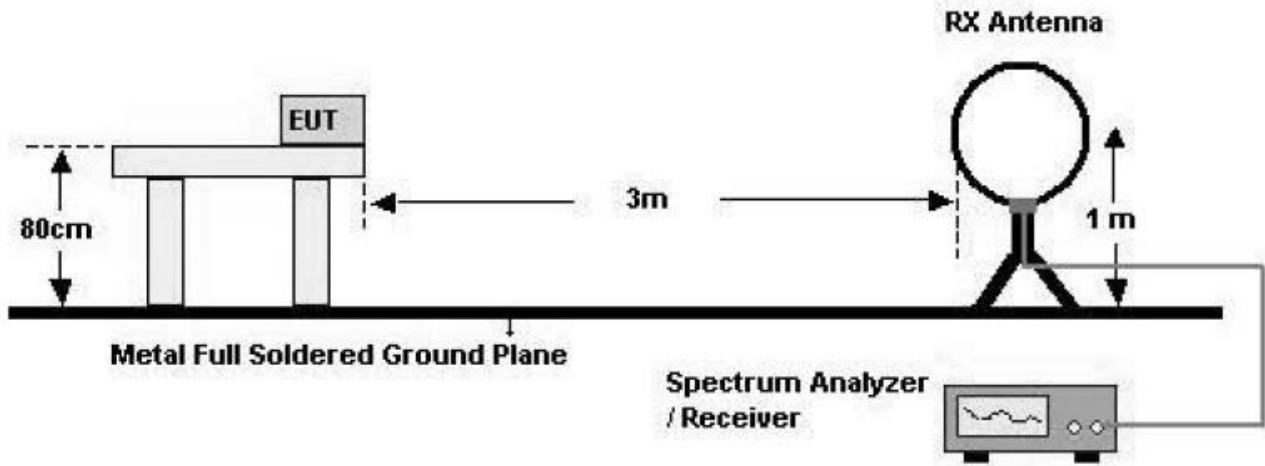 RX Antenna
EUT
80cm
3m
1 m
Metal Full Soldered Ground Plane
Spectrum Analyzer
/ Receiver